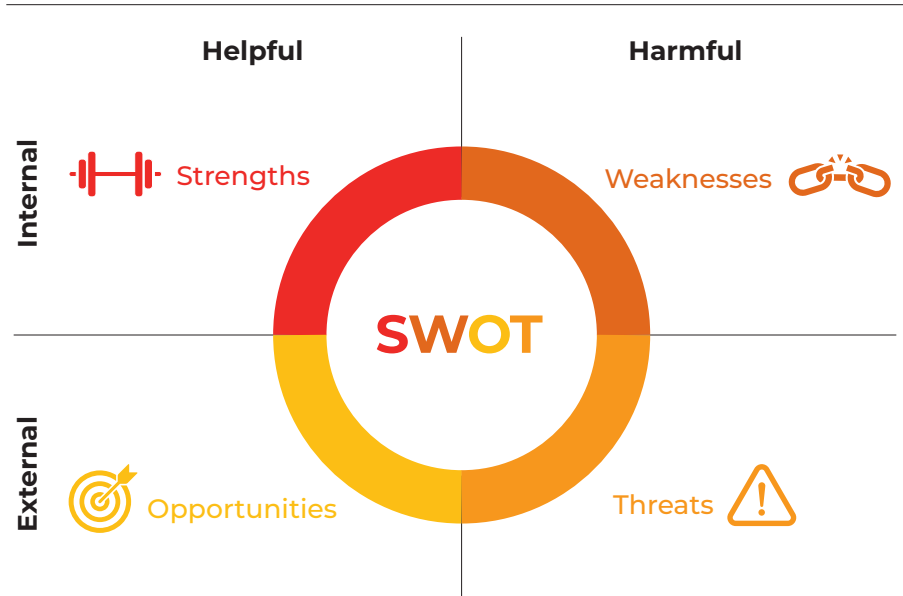 Helpful
Harmful
Internal
Strengths
Weaknesses
SWOT
External
Opportunities
Threats